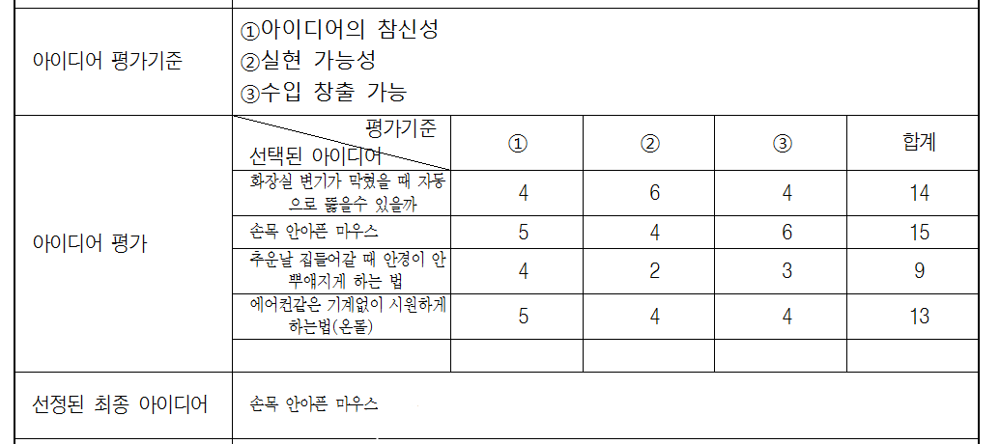 아이디어 평가기준
①아이디어의 참신성
②실현 가능성
③수입 창출 가능
아이디어 평가
평가기준
선택된 아이디어
① ② ③ 합계
화장실 변기가 막혔을 때 자동
으로 뚫을수 있을까
4 6 4 14
손목 안아픈 마우스
5 4 6 15
추운날 집들어갈 때 안경이 안
뿌얘지게 하는 법
4 2 3 9
에어컨같은 기계없이 시원하게
하는법(온돌)
5 4 4 13
선정된 최종 아이디어
손목 안아픈 마우스